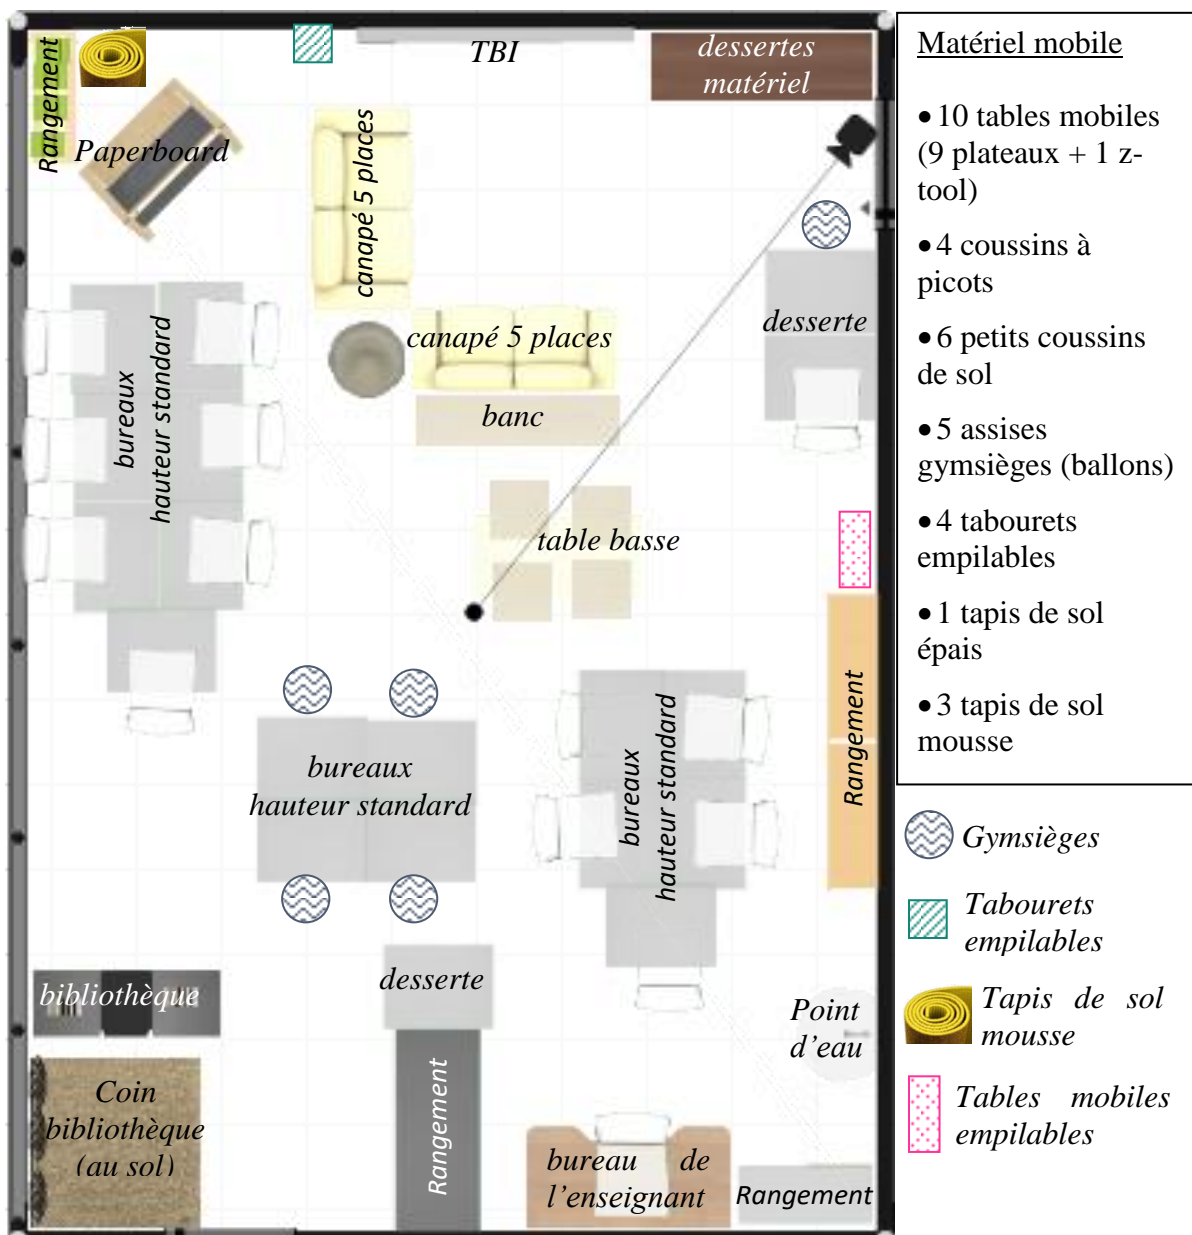 Rangement
TBI
dessertes
matériel
Paperboard
canapé 5 places
canapé 5 places
desserte
banc
bureaux
hauteur standard
table basse
bureaux
hauteur standard
bureaux
hauteur standard
Rangement
bibliothèque
desserte
Point
d’eau
Coin
bibliothèque
(au sol)
Rangement
bureau de
l’enseignant
Rangement
Matériel mobile
• 10 tables mobiles
(9 plateaux + 1 z-
tool)
• 4 coussins à
picots
• 6 petits coussins
de sol
• 5 assises
gymsièges (ballons)
• 4 tabourets
empilables
• 1 tapis de sol
épais
• 3 tapis de sol
mousse
Gymsièges
Tabourets
empilables
Tapis de sol
mousse
Tables mobiles
empilables